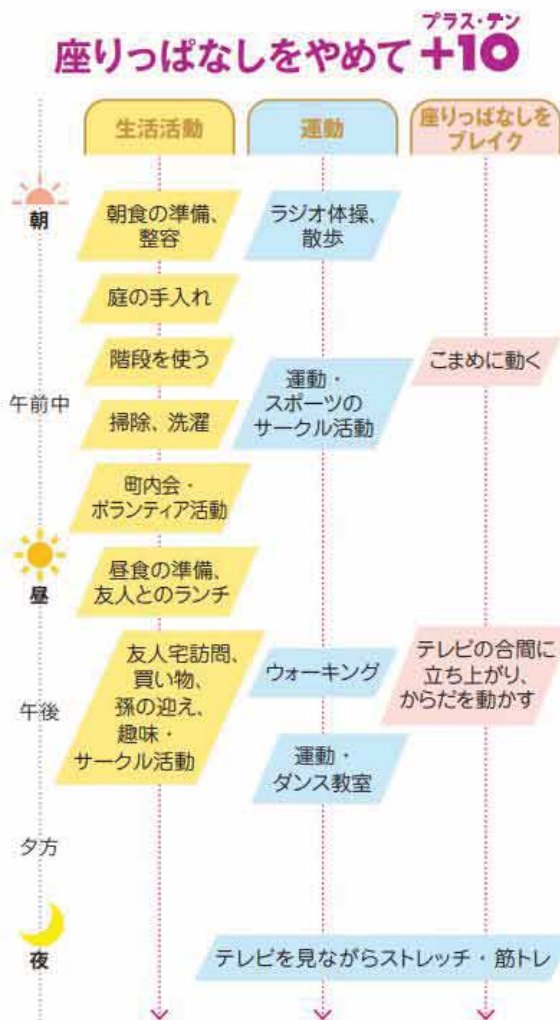 プラス・テン
座りっぱなしをやめて+10
生活活動
運動
座りっぱなしを
ブレイク
朝
朝食の準備、
整容
ラジオ体操、
散歩
庭の手入れ
階段を使う
こまめに動く
午前中
運動・
スポーツの
サークル活動
掃除、洗濯
町内会・
ボランティア活動
昼
昼食の準備、
友人とのランチ
午後
友人宅訪問、
買い物、
孫の迎え、
趣味・
サークル活動
ウォーキング
テレビの合間に
立ち上がり、
からだを動かす
運動・
ダンス教室
夕方
夜
テレビを見ながらストレッチ・筋トレ